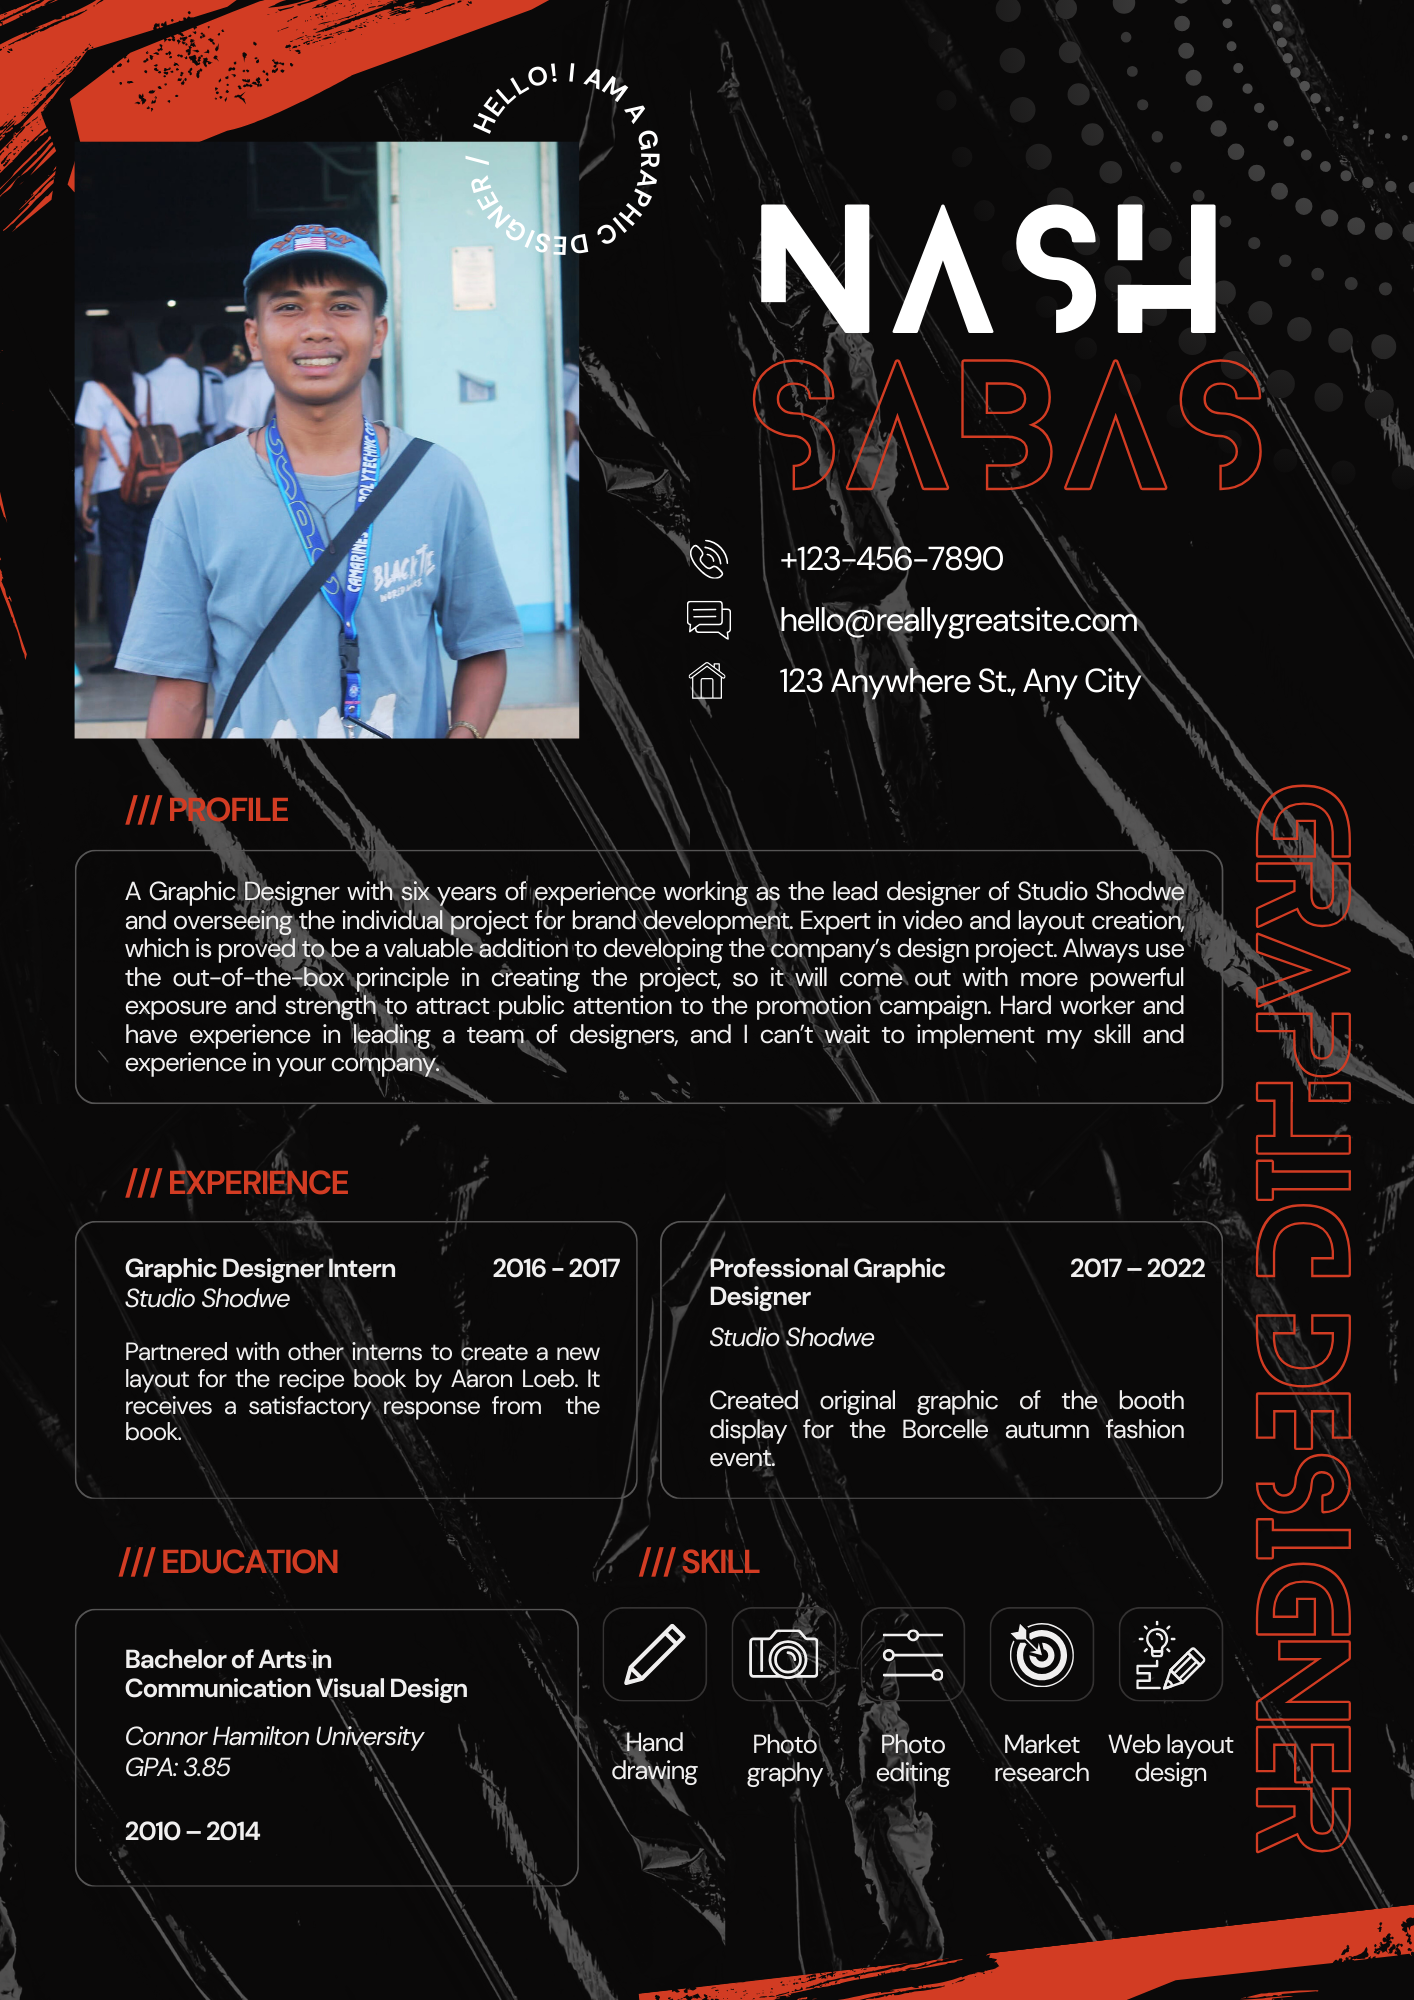 HELLO! I AM A GRAPHIC DESIGNER /
NASH
SABAS
BOSTON
BLACK TIE
CSPC
POLYTECHNIC
CAMARINES
+123-456-7890
hello@reallygreatsite.com
123 Anywhere St., Any City
/// PROFILE
A Graphic Designer with six years of experience working as the lead designer of Studio Shodwe
and overseeing the individual project for brand development. Expert in video and layout creation,
which is proved to be a valuable addition to developing the company's design project. Always use
the out-of-the-box principle in creating the project, so it will come out with more powerful
exposure and strength to attract public attention to the promotion campaign. Hard worker and
have experience in leading a team of designers, and I can't wait to implement my skill and
experience in your company.
/// EXPERIENCE
Graphic Designer Intern 2016 - 2017
Studio Shodwe
Partnered with other interns to create a new
layout for the recipe book by Aaron Loeb. It
receives a satisfactory response from the
book.
Professional Graphic 2017 – 2022
Designer
Studio Shodwe
Created original graphic of the booth
display for the Borcelle autumn fashion
event.
/// EDUCATION
Bachelor of Arts in
Communication Visual Design
Connor Hamilton University
GPA: 3.85
2010 – 2014
/// SKILL
Hand
drawing
Photo
graphy
Photo
editing
Market
research
Web layout
design
GRAPHIC DESIGNER